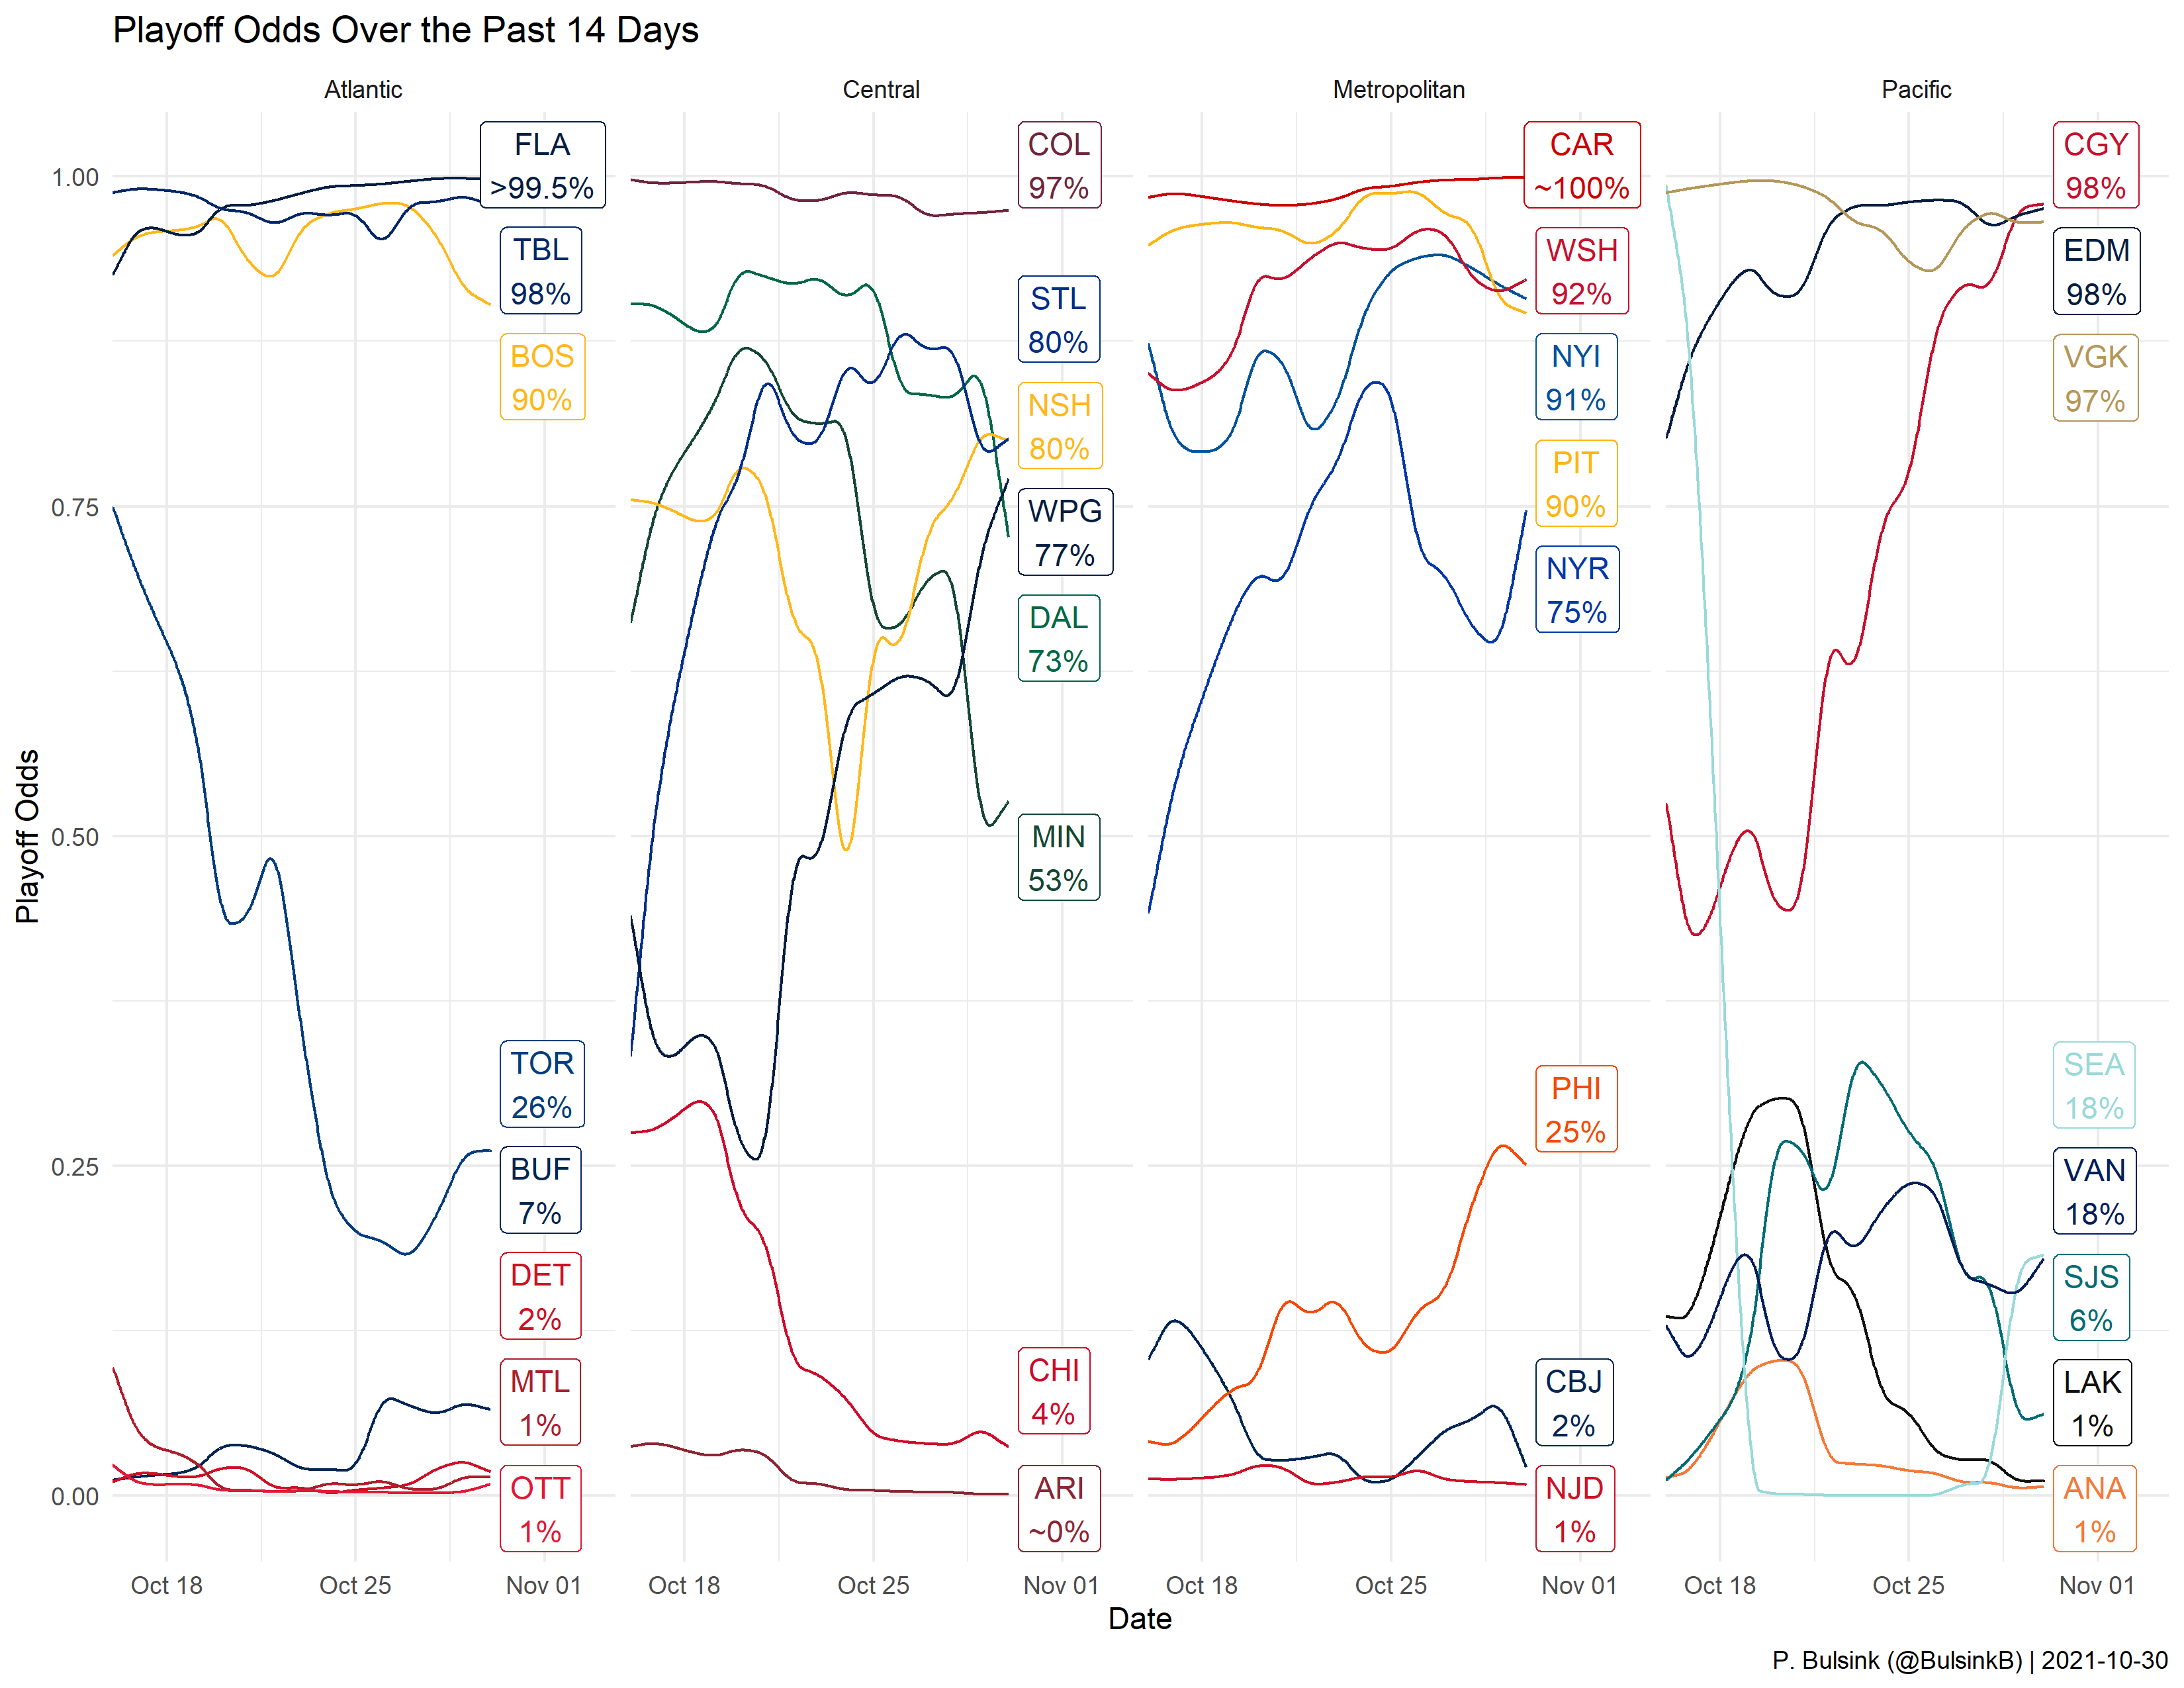 Playoff Odds Over the Past 14 Days
Atlantic
Central
Metropolitan
Pacific
Playoff Odds
1.00
0.75
0.50
0.25
0.00
FLA
>99.5%
TBL
98%
BOS
90%
TOR
26%
BUF
7%
DET
2%
MTL
1%
OTT
1%
COL
97%
STL
80%
NSH
80%
WPG
77%
DAL
73%
MIN
53%
CHI
4%
ARI
~0%
CAR
~100%
WSH
92%
NYI
91%
PIT
90%
NYR
75%
PHI
25%
CBJ
2%
NJD
1%
CGY
98%
EDM
98%
VGK
97%
SEA
18%
VAN
18%
SJS
6%
LAK
1%
ANA
1%
Oct 18 Oct 25 Nov 01
Oct 18 Oct 25 Nov 01
Oct 18 Oct 25 Nov 01
Oct 18 Oct 25 Nov 01
Date
P. Bulsink (@BulsinkB) | 2021-10-30